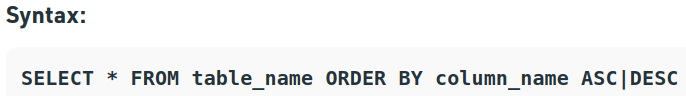 Syntax:
SELECT * FROM table_name ORDER BY column_name ASC|DESC